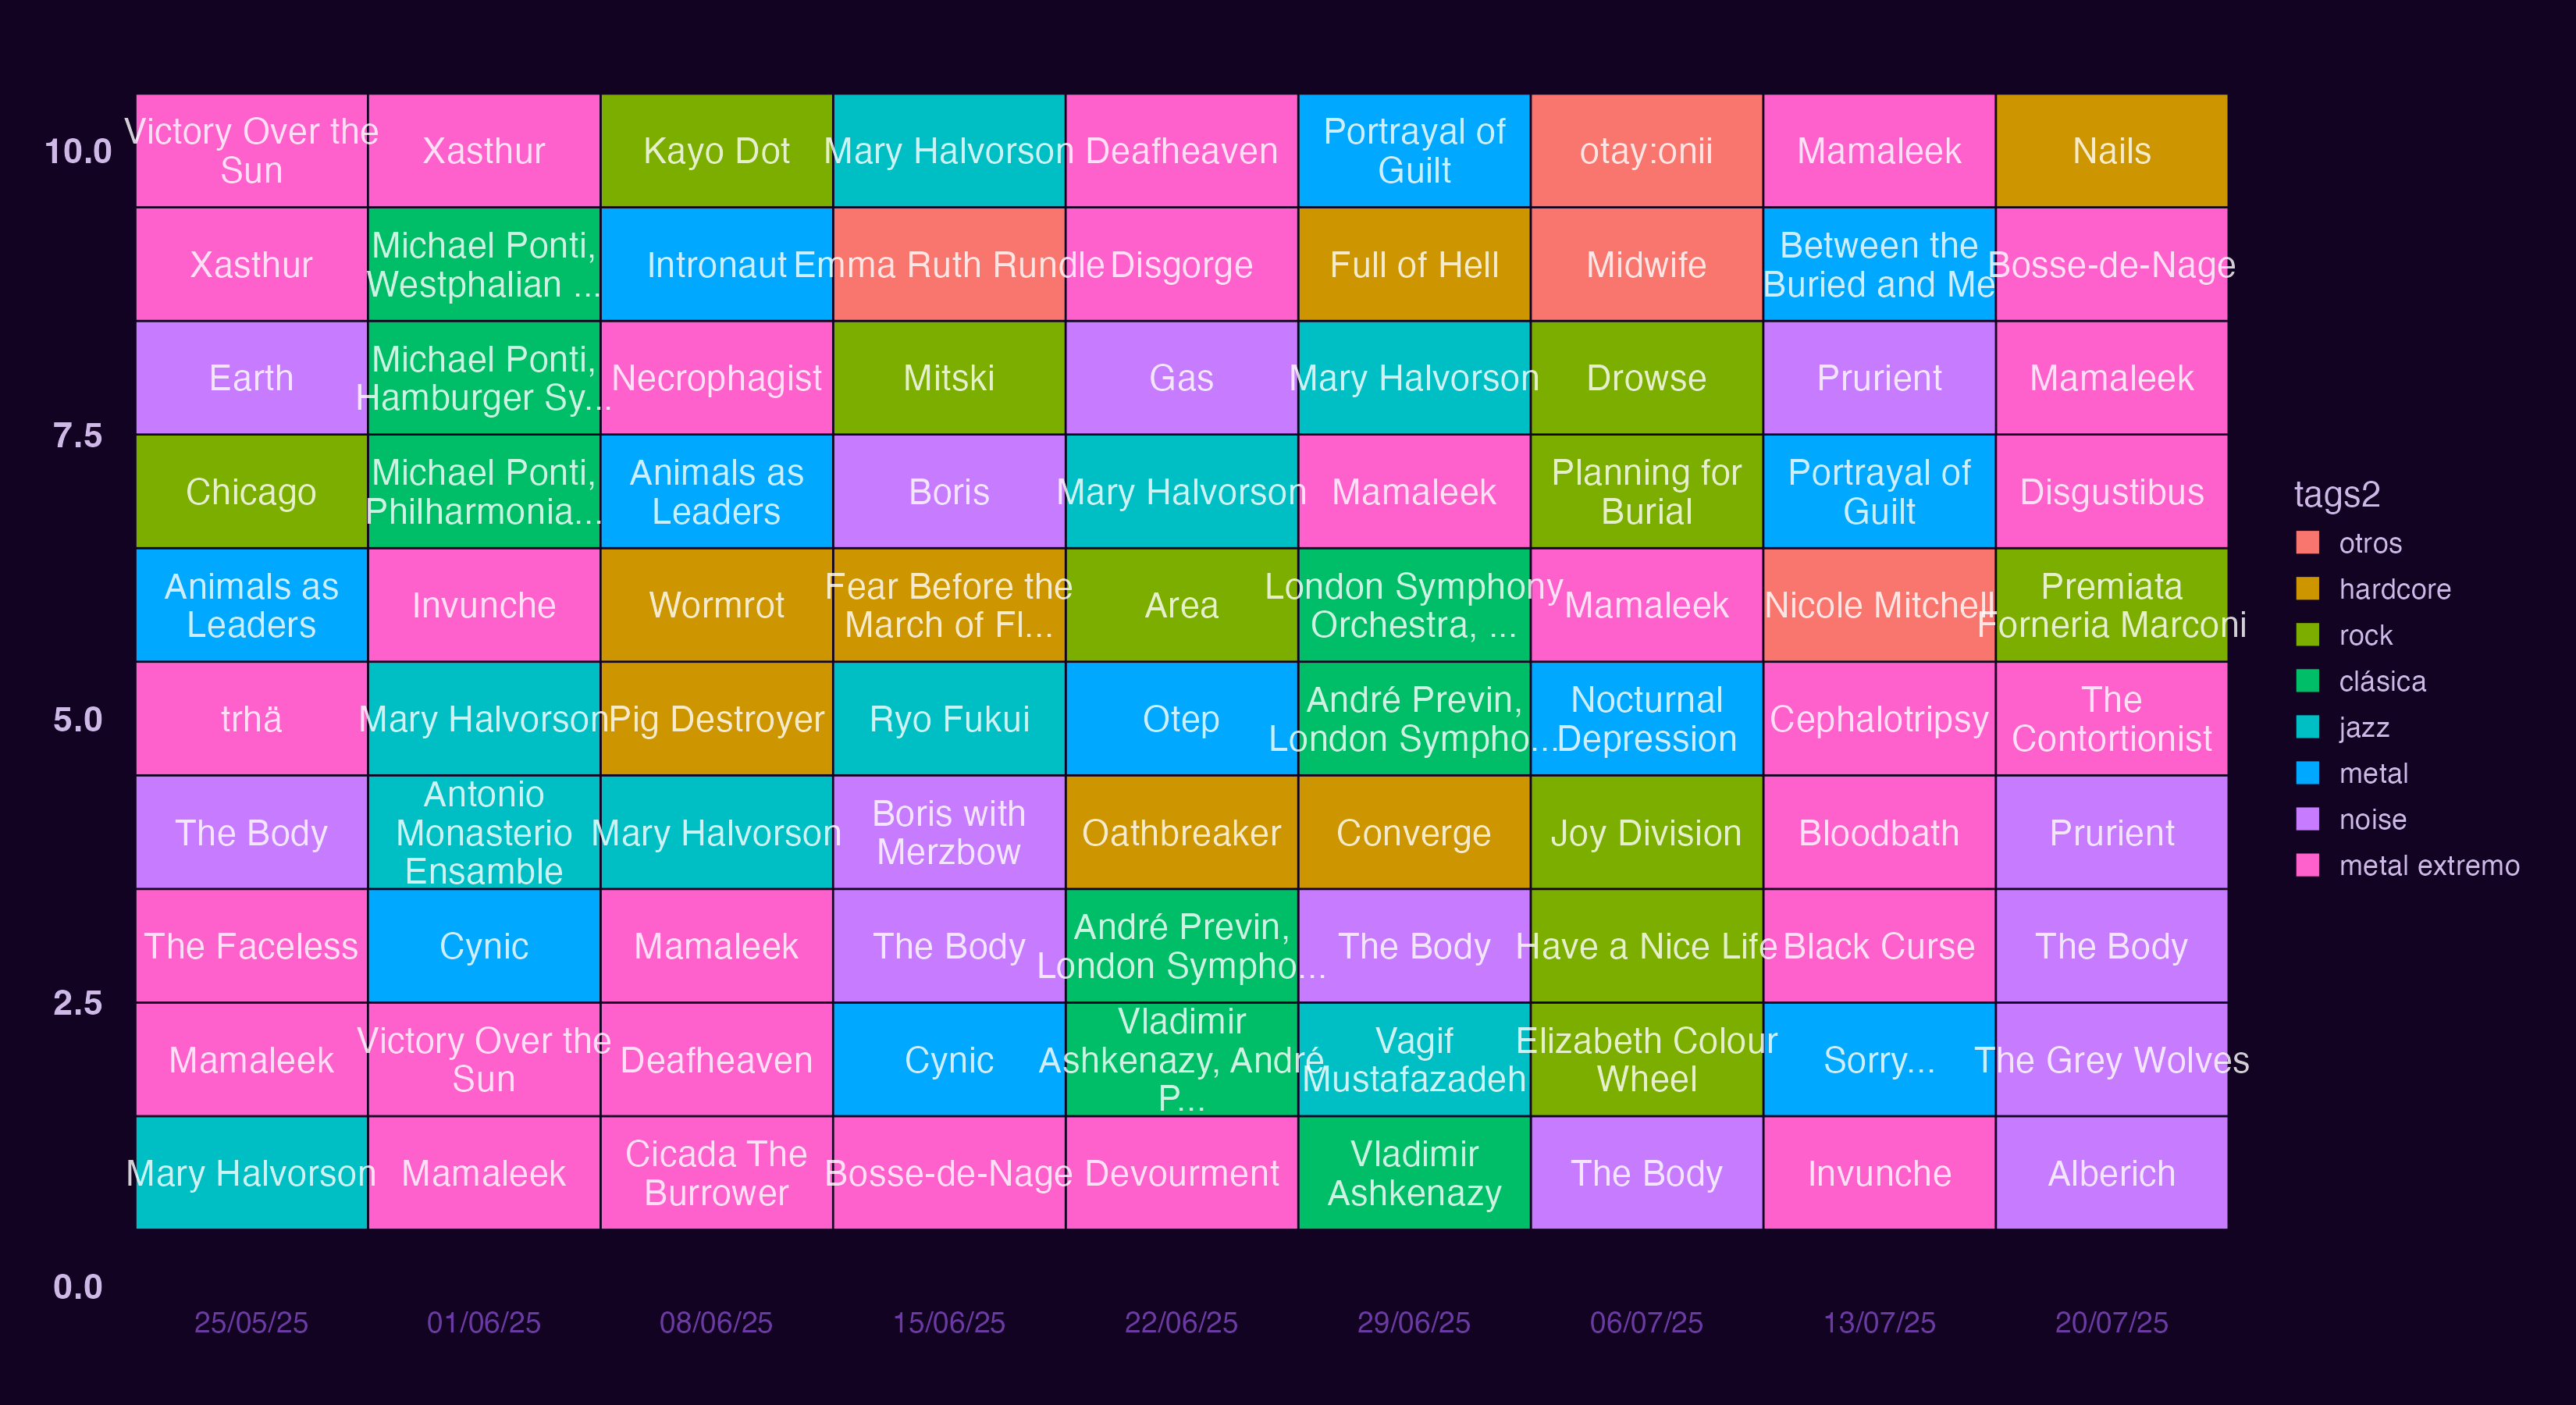 10.0
Victory Over the
Sun
Xasthur
Kayo Dot
Mary Halvorson
Deafheaven
Portrayal of
Guilt
otay:onii
Mamaleek
Nails
Xasthur
Michael Ponti,
Westphalian ...
Intronaut
Emma Ruth Rundle
Disgorge
Full of Hell
Midwife
Between the
Buried and Me
Bosse-de-Nage
Earth
Michael Ponti,
Hamburger Sy...
Necrophagist
Mitski
Gas
Mary Halvorson
Drowse
Prurient
Mamaleek
7.5
Chicago
Michael Ponti,
Philharmonia...
Animals as
Leaders
Boris
Mary Halvorson
Mamaleek
Planning for
Burial
Portrayal of
Guilt
Disgustibus
Animals as
Leaders
Invunche
Wormrot
Fear Before the
March of Fl...
Area
London Symphony
Orchestra, ...
Mamaleek
Nicole Mitchell
Premiata
Forneria Marconi
5.0
trhä
Mary Halvorson
Pig Destroyer
Ryo Fukui
Otep
André Previn,
London Sympho...
Nocturnal
Depression
Cephalotripsy
The
Contortionist
The Body
Antonio
Monasterio
Ensamble
Mary Halvorson
Boris with
Merzbow
Oathbreaker
Converge
Joy Division
Bloodbath
Prurient
The Faceless
Cynic
Mamaleek
The Body
André Previn,
London Sympho...
The Body
Have a Nice Life
Black Curse
The Body
2.5
Mamaleek
Victory Over the
Sun
Deafheaven
Cynic
Vladimir
Ashkenazy, André
P...
Vagif
Mustafazadeh
Elizabeth Colour
Wheel
Sorry...
The Grey Wolves
Mary Halvorson
Mamaleek
Cicada The
Burrower
Bosse-de-Nage
Devourment
Vladimir
Ashkenazy
The Body
Invunche
Alberich
0.0
25/05/25
01/06/25
08/06/25
15/06/25
22/06/25
29/06/25
06/07/25
13/07/25
20/07/25
tags2
otros
hardcore
rock
clásica
jazz
metal
noise
metal extremo